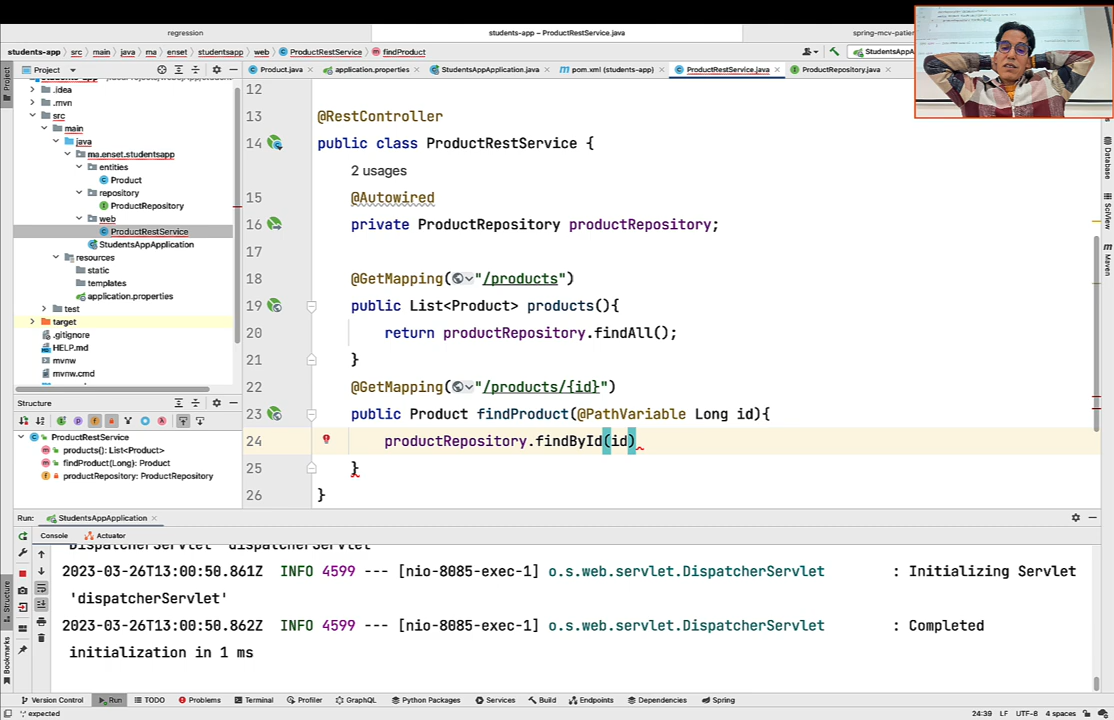 regression
students-app – ProductRestService.java
spring-mcv-patie
students-app
src
main
java
ma
enset
studentsapp
web
ProductRestService
findProduct
StudentsAp
Project
Product.java
application.properties
StudentsAppApplication.java
pom.xml (students-app)
ProductRestService.java
ProductRepository.java
.idea
.mvn
src
main
java
ma.enset.studentsapp
entities
Product
repository
ProductRepository
web
ProductRestService
StudentsAppApplication
resources
static
templates
application.properties
test
target
.gitignore
HELP.md
mvnw
mvnw.cmd
Structure
ProductRestService
products(): List<Product>
findProduct(Long): Product
productRepository: ProductRepository
12
13 @RestController
14 public class ProductRestService {
2 usages
15 @Autowired
16 private ProductRepository productRepository;
17
18 @GetMapping("/products")
19 public List<Product> products(){
20 return productRepository.findAll();
21 }
22 @GetMapping("/products/{id}")
23 public Product findProduct(@PathVariable Long id){
24 productRepository.findById(id)
25 }
26 }
Database
SciView
Maven
Run: StudentsAppApplication
Console Actuator
DispatcherServlet 'dispatcherServlet'
2023-03-26T13:00:50.861Z INFO 4599 --- [nio-8085-exec-1] o.s.web.servlet.DispatcherServlet : Initializing Servlet
'dispatcherServlet'
2023-03-26T13:00:50.862Z INFO 4599 --- [nio-8085-exec-1] o.s.web.servlet.DispatcherServlet : Completed
initialization in 1 ms
Structure
Bookmarks
Version Control Run TODO Problems Terminal Profiler GraphQL Python Packages Services Build Endpoints Dependencies Spring
';' expected
24:39 LF UTF-8 4 spaces